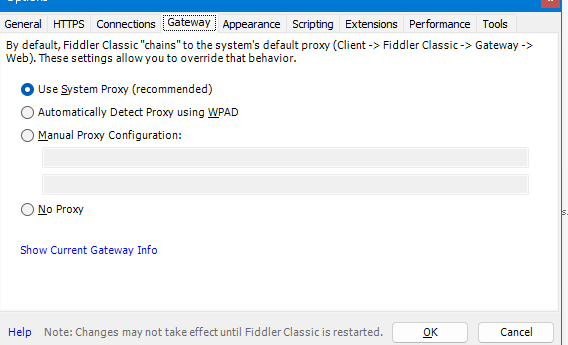 General HTTPS Connections Gateway Appearance Scripting Extensions Performance Tools
By default, Fiddler Classic "chains" to the system's default proxy (Client -> Fiddler Classic -> Gateway ->
Web). These settings allow you to override that behavior.
Use System Proxy (recommended)
Automatically Detect Proxy using WPAD
Manual Proxy Configuration:
No Proxy
Show Current Gateway Info
Help Note: Changes may not take effect until Fiddler Classic is restarted. OK Cancel